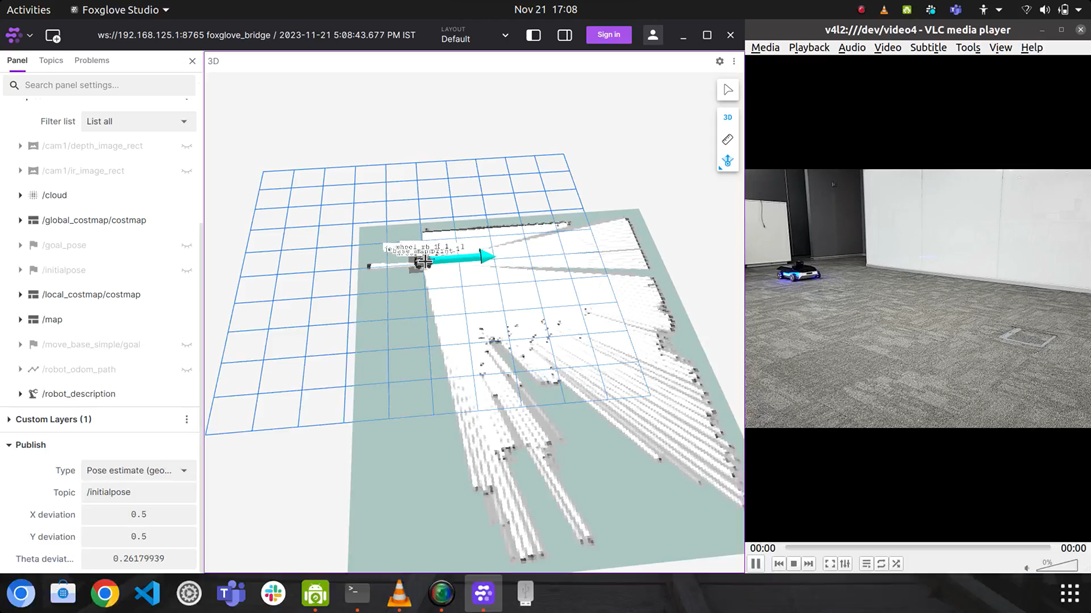 Activities
Foxglove Studio
Nov 21 17:08
ws://192.168.125.1:8765 foxglove_bridge / 2023-11-21 5:08:43.677 PM IST
LAYOUT
Default
Sign in
v4l2:///dev/video4 - VLC media player
Media Playback Audio Video Subtitle Tools View Help
Panel Topics Problems
3D
Search panel settings...
3D
Filter list
List all
/cam1/depth_image_rect
/cam1/ir_image_rect
/cloud
/global_costmap/costmap
/goal_pose
/initialpose
/local_costmap/costmap
/map
/move_base_simple/goal
/robot_odom_path
/robot_description
Custom Layers (1)
Publish
Type
Pose estimate (geo...
Topic
/initialpose
X deviation
0.5
Y deviation
0.5
Theta deviat...
0.26179939
00:00
00:00
0%